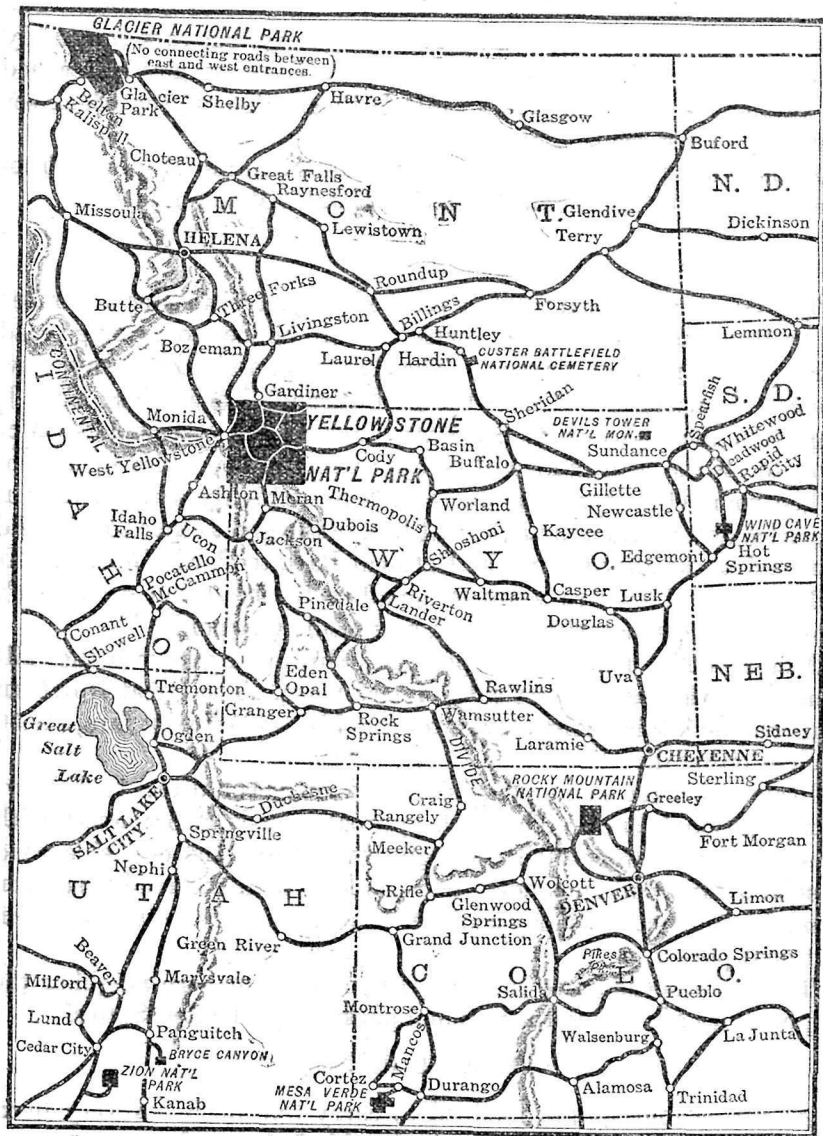 GLACIER NATIONAL PARK
(No connecting roads between
east and west entrances.)
Belton
Kalispell
Glacier
Park
Shelby
Havre
Glasgow
Buford
Choteau
Great Falls
Raynesford
N. D.
Missoula
M O N T.
Glendive
Lewistown
Terry
Dickinson
HELENA
Roundup
Butte
Three Forks
Forsyth
Bozeman
Livingston
Billings
Huntley
Lemmon
Laurel
Hardin
CUSTER BATTLEFIELD
NATIONAL CEMETERY
CONTINENTAL
Gardiner
S. D.
I D A H O
Monida
YELLOWSTONE
NAT'L PARK
Sheridan
DEVILS TOWER
NAT'L MON.
Spearfish
Whitewood
Deadwood
Rapid
City
West Yellowstone
Cody
Basin
Buffalo
Sundance
Gillette
Ashton
Moran
Thermopolis
Worland
Newcastle
WIND CAVE
NAT'L PARK
Idaho
Falls
Ucon
Jackson
Dubois
Shoshoni
Kaycee
Edgemont
Hot
Springs
W Y O.
Pocatello
McCammon
Riverton
Lander
Waltman
Casper
Lusk
Douglas
Conant
Showell
Pinedale
Eden
Opal
Uva
NEB.
Tremonton
Granger
Rawlins
Great
Salt
Lake
Ogden
Rock
Springs
Wamsutter
Laramie
CHEYENNE
Sidney
DIVIDE
ROCKY MOUNTAIN
NATIONAL PARK
Sterling
SALT LAKE
CITY
Duchesne
Craig
Rangely
Greeley
Springville
Meeker
Fort Morgan
Nephi
Rifle
Wolcott
DENVER
U T A H
Glenwood
Springs
Limon
Green River
Grand Junction
Beaver
Colorado Springs
Milford
Marysvale
C O L O.
Pikes
Pk.
Salida
Pueblo
Lund
Montrose
Panguitch
Walsenburg
La Junta
Cedar City
BRYCE CANYON
Mancos
ZION NAT'L
PARK
Cortez
MESA VERDE
NAT'L PARK
Durango
Alamosa
Trinidad
Kanab